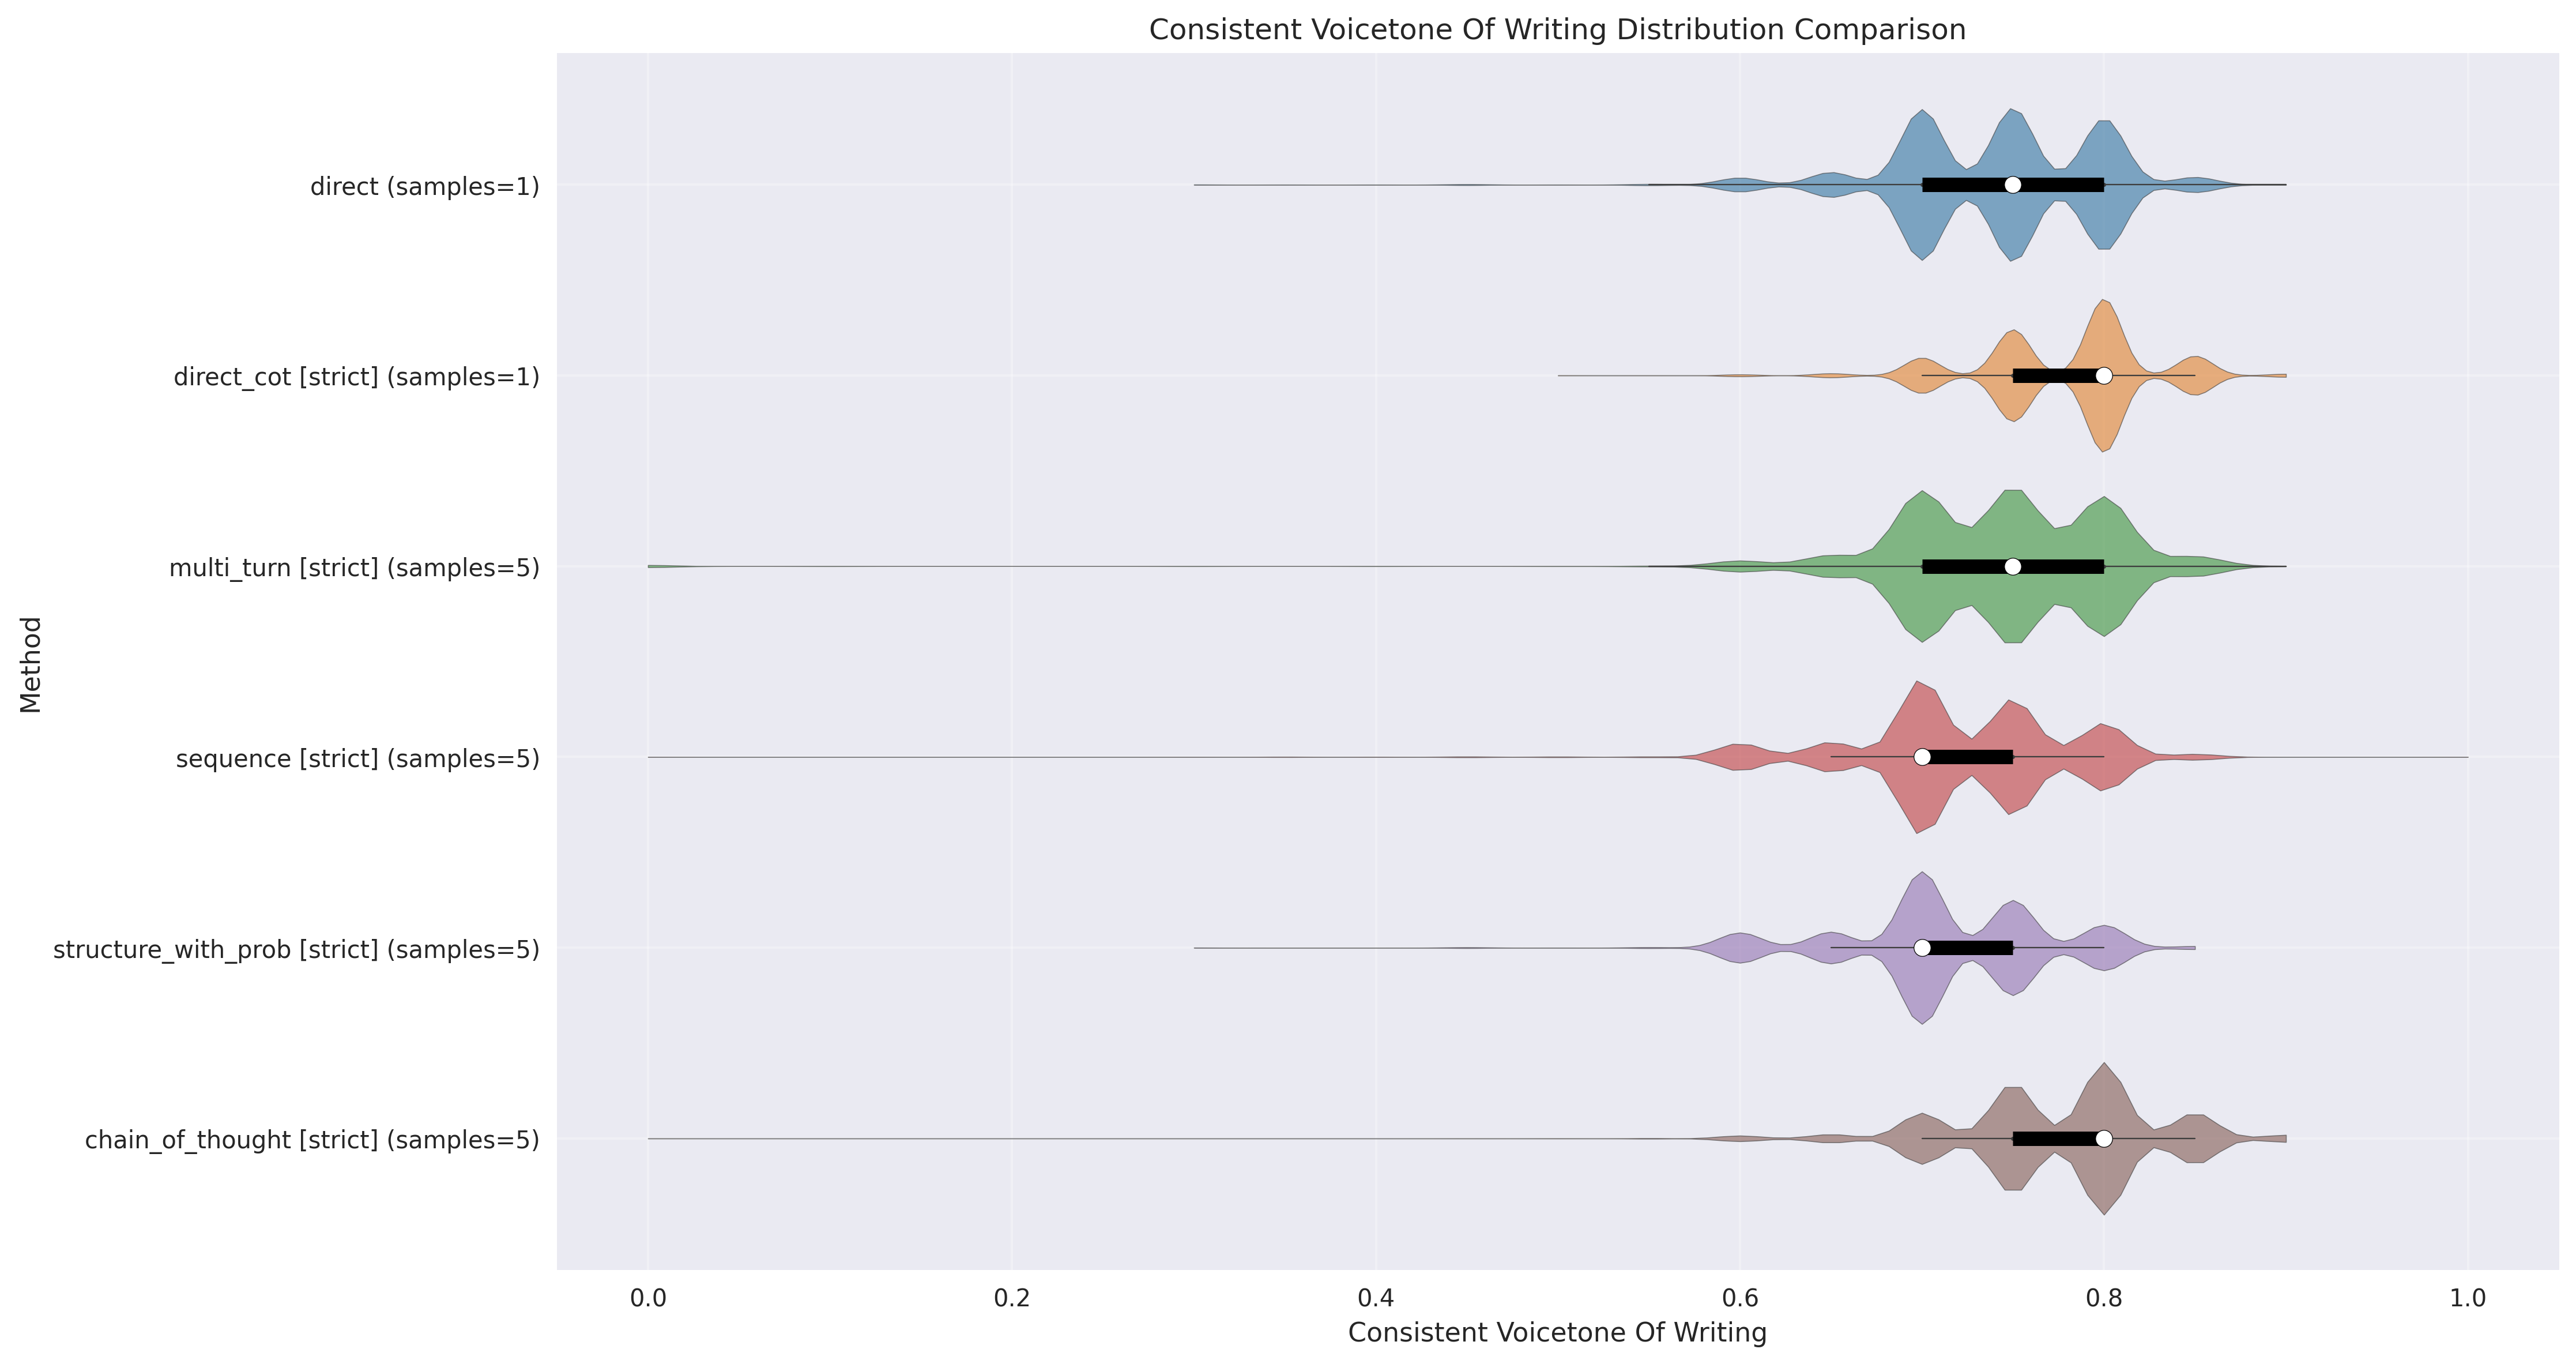 Consistent Voicetone Of Writing Distribution Comparison
Method
direct (samples=1)
direct_cot [strict] (samples=1)
multi_turn [strict] (samples=5)
sequence [strict] (samples=5)
structure_with_prob [strict] (samples=5)
chain_of_thought [strict] (samples=5)
0.0 0.2 0.4 0.6 0.8 1.0
Consistent Voicetone Of Writing